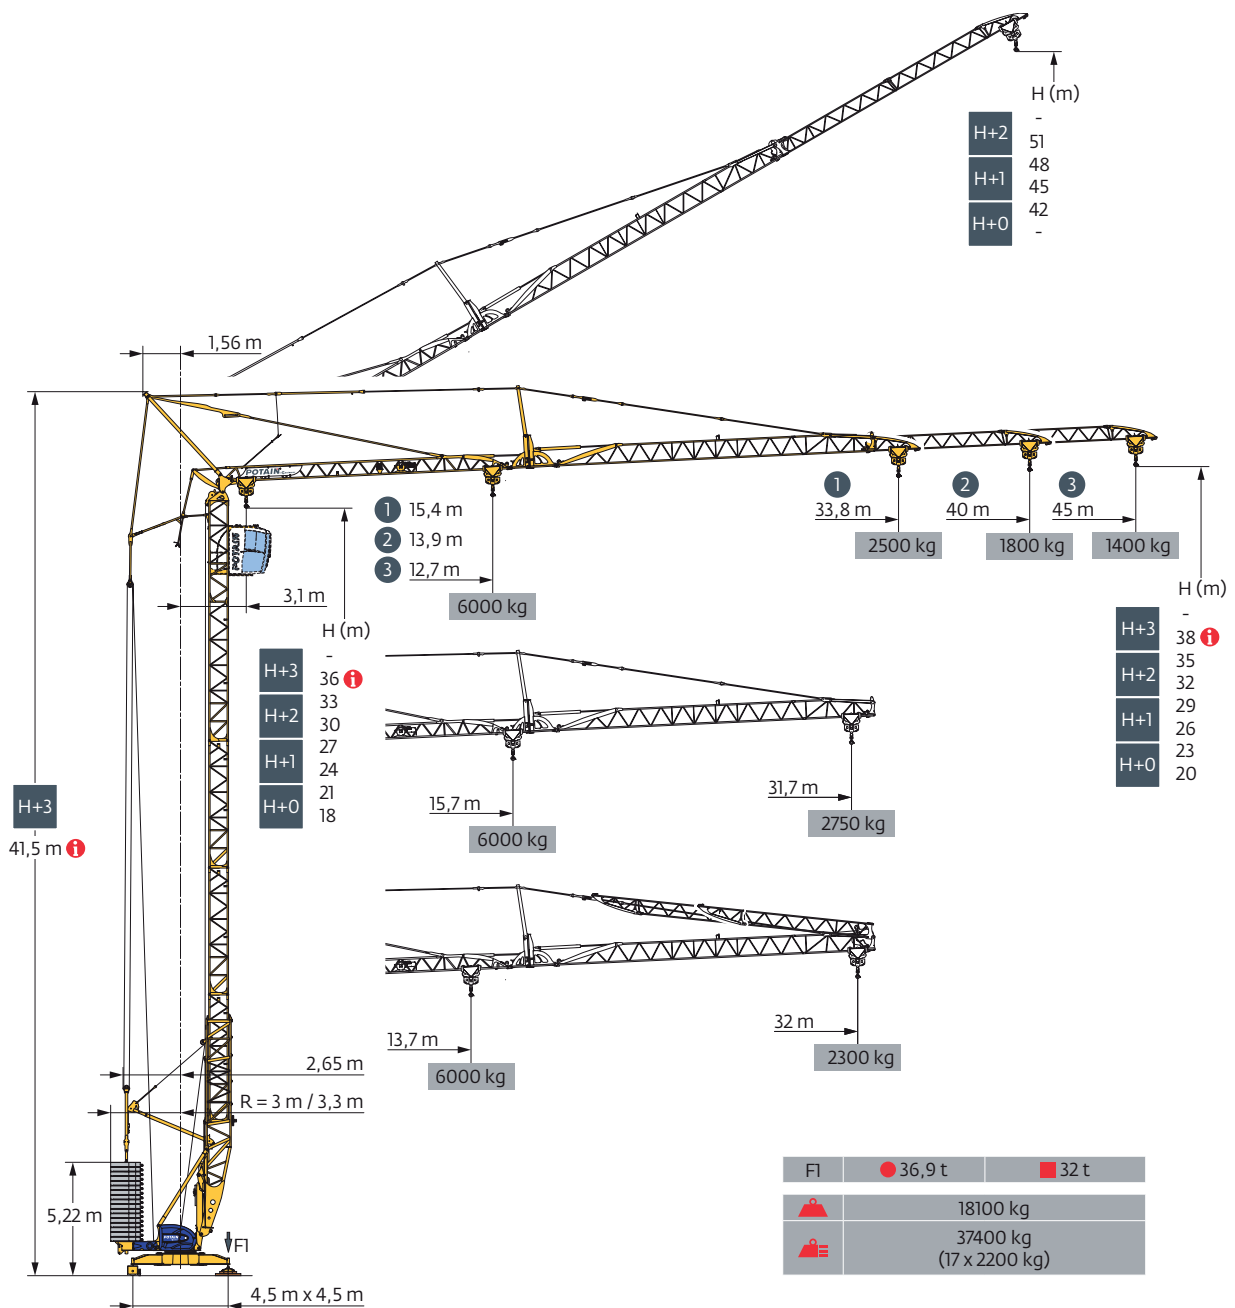 H (m)
H+2
-
51
H+1
48
45
H+0
42
-
1,56 m
POTAIN
POTAIN
1 15,4 m
2 13,9 m
3 12,7 m
6000 kg
1
33,8 m
2500 kg
2
40 m
1800 kg
3
45 m
1400 kg
3,1 m
H (m)
H+3
-
36 i
H+2
33
30
H+1
27
24
H+0
21
18
H (m)
H+3
-
38 i
H+2
35
32
H+1
29
26
H+0
23
20
15,7 m
6000 kg
31,7 m
2750 kg
H+3
41,5 m i
13,7 m
6000 kg
32 m
2300 kg
2,65 m
R = 3 m / 3,3 m
5,22 m
F1
4,5 m x 4,5 m
F1 36,9 t 32 t
18100 kg
37400 kg
(17 x 2200 kg)